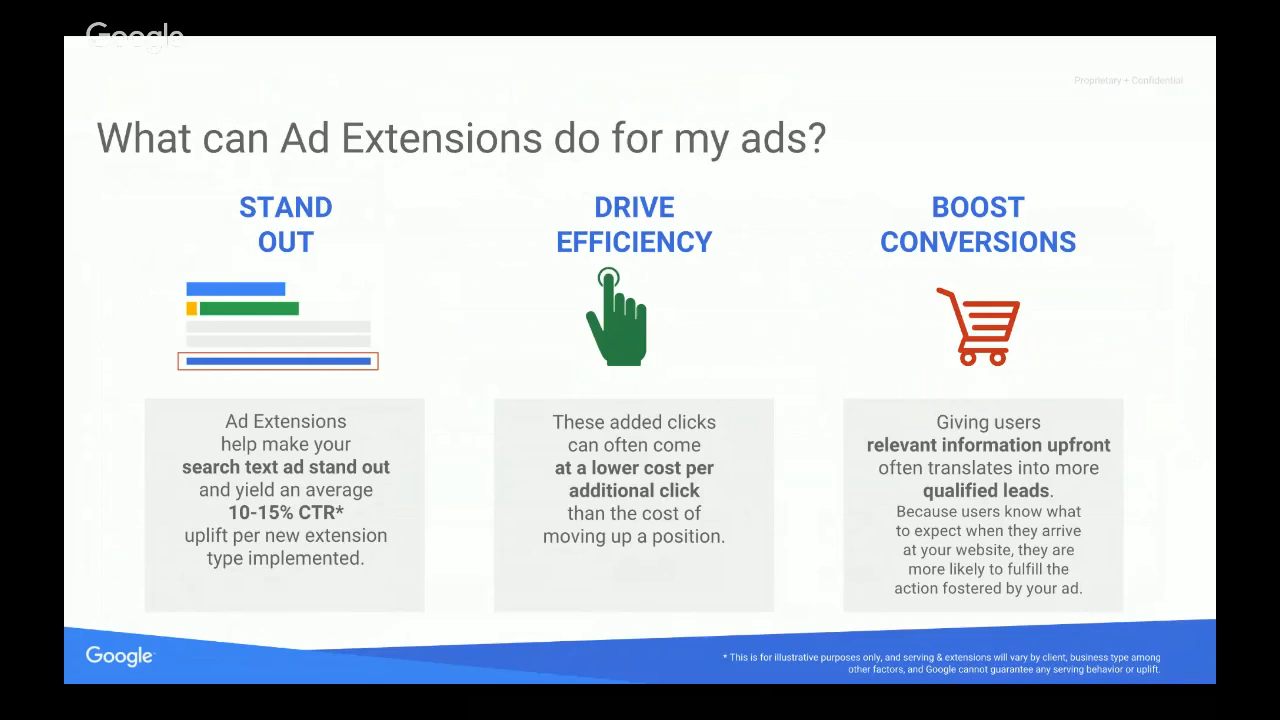 Google
Proprietary + Confidential
What can Ad Extensions do for my ads?
STAND
OUT
Ad Extensions
help make your
search text ad stand out
and yield an average
10-15% CTR*
uplift per new extension
type implemented.
DRIVE
EFFICIENCY
These added clicks
can often come
at a lower cost per
additional click
than the cost of
moving up a position.
BOOST
CONVERSIONS
Giving users
relevant information upfront
often translates into more
qualified leads.
Because users know what
to expect when they arrive
at your website, they are
more likely to fulfill the
action fostered by your ad.
Google
* This is for illustrative purposes only, and serving & extensions will vary by client, business type among
other factors, and Google cannot guarantee any serving behavior or uplift.